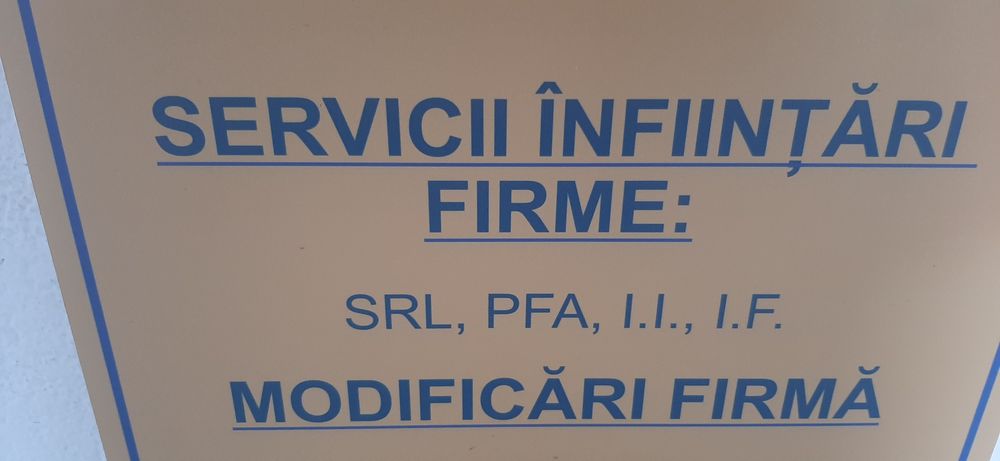 SERVICII ÎNFIINȚĂRI
FIRME:
SRL, PFA, I.I., I.F.
MODIFICĂRI FIRMĂ